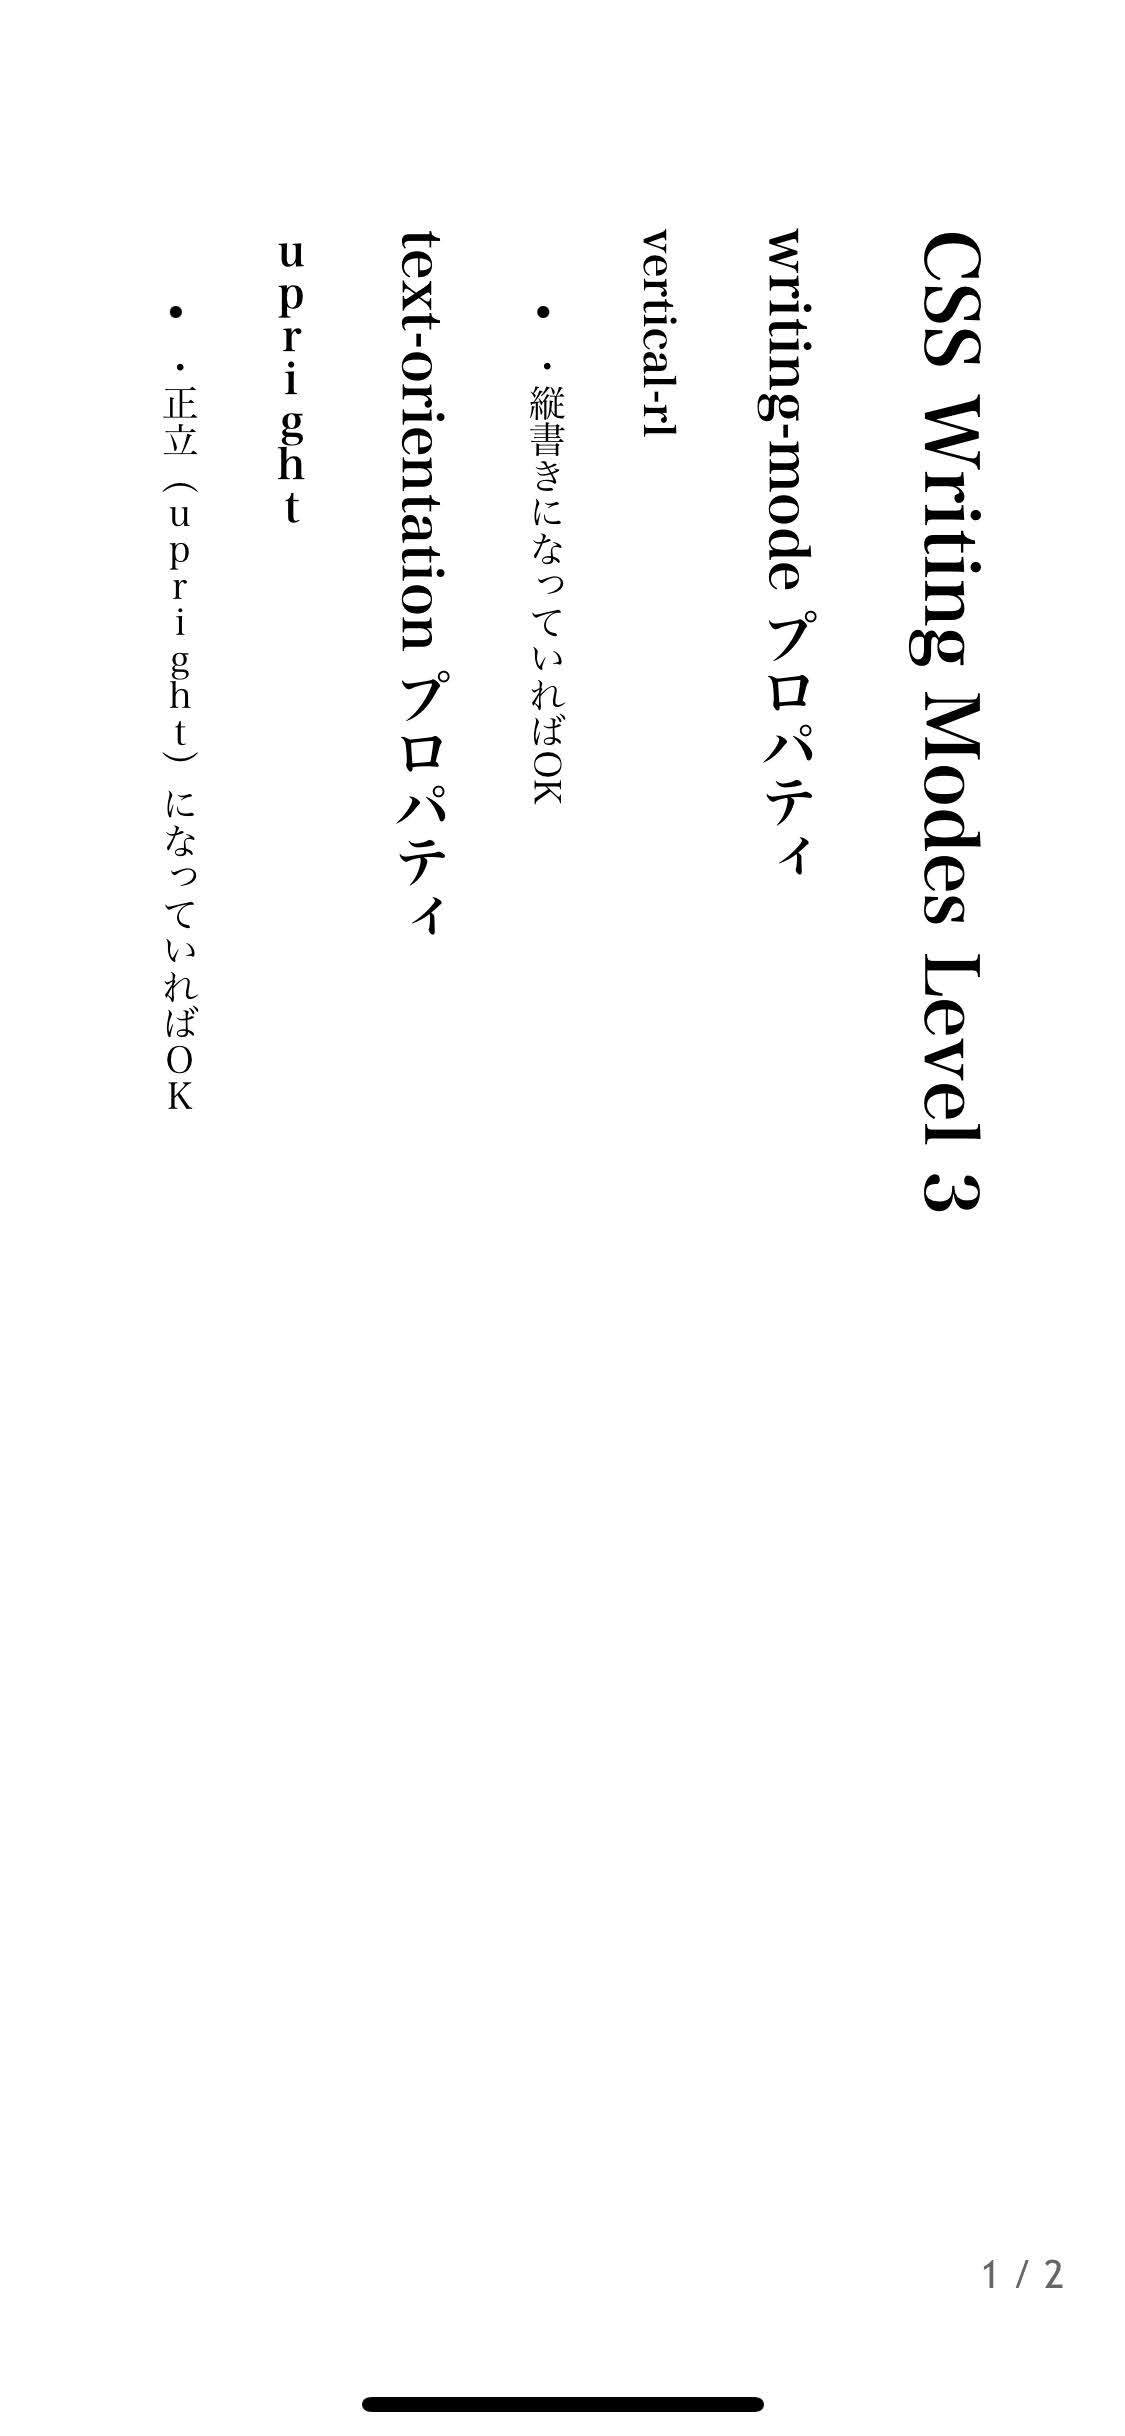 CSS Writing Modes Level 3
writing-mode プロパティ
vertical-rl
• ・縦書きになっていればOK
text-orientation プロパティ
upright
• ・正立（upright）になっていればOK
1 / 2